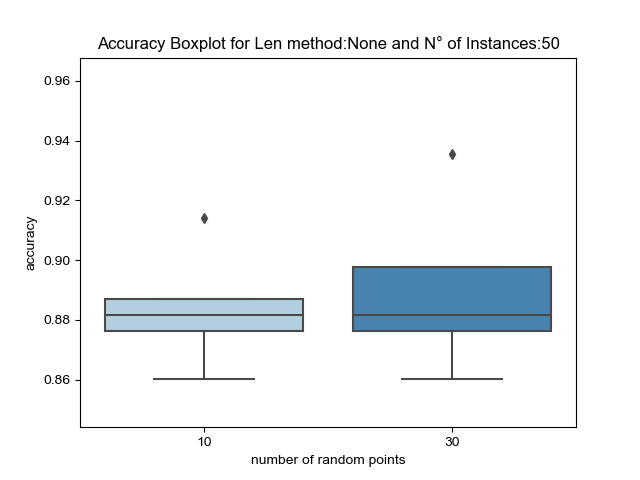 Accuracy Boxplot for Len method:None and N° of Instances:50
0.96
0.94
0.92
0.90
0.88
0.86
accuracy
10
30
number of random points